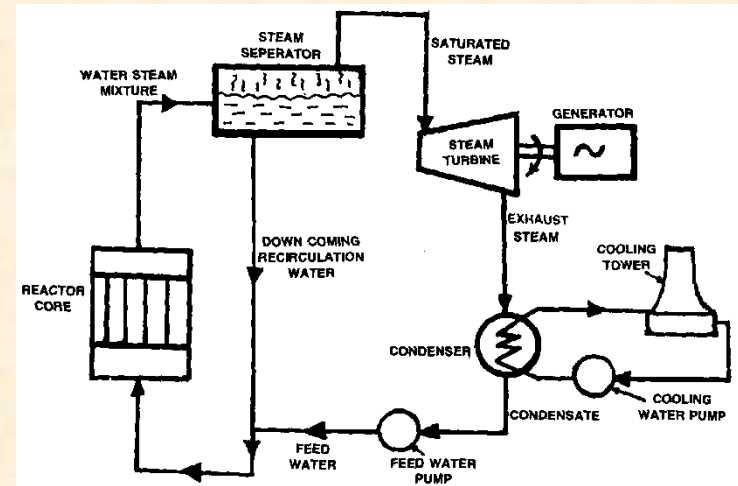 STEAM
SEPERATOR
SATURATED
STEAM
WATER STEAM
MIXTURE
GENERATOR
STEAM
TURBINE
~
EXHAUST
STEAM
DOWN COMING
RECIRCULATION
WATER
COOLING
TOWER
REACTOR
CORE
CONDENSER
COOLING
WATER PUMP
CONDENSATE
FEED
WATER
FEED WATER
PUMP